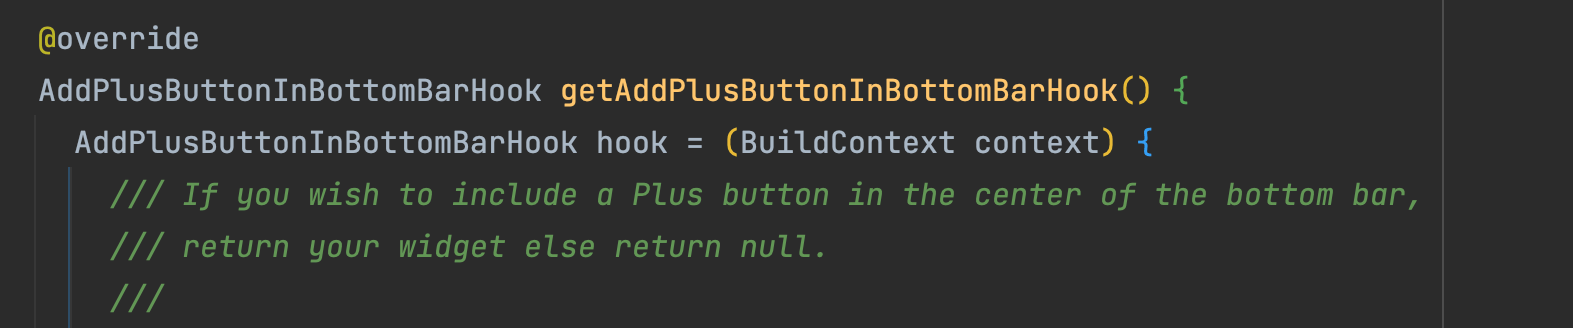 @override
AddPlusButtonInBottomBarHook getAddPlusButtonInBottomBarHook() {
AddPlusButtonInBottomBarHook hook = (BuildContext context) {
/// If you wish to include a Plus button in the center of the bottom bar,
/// return your widget else return null.
///